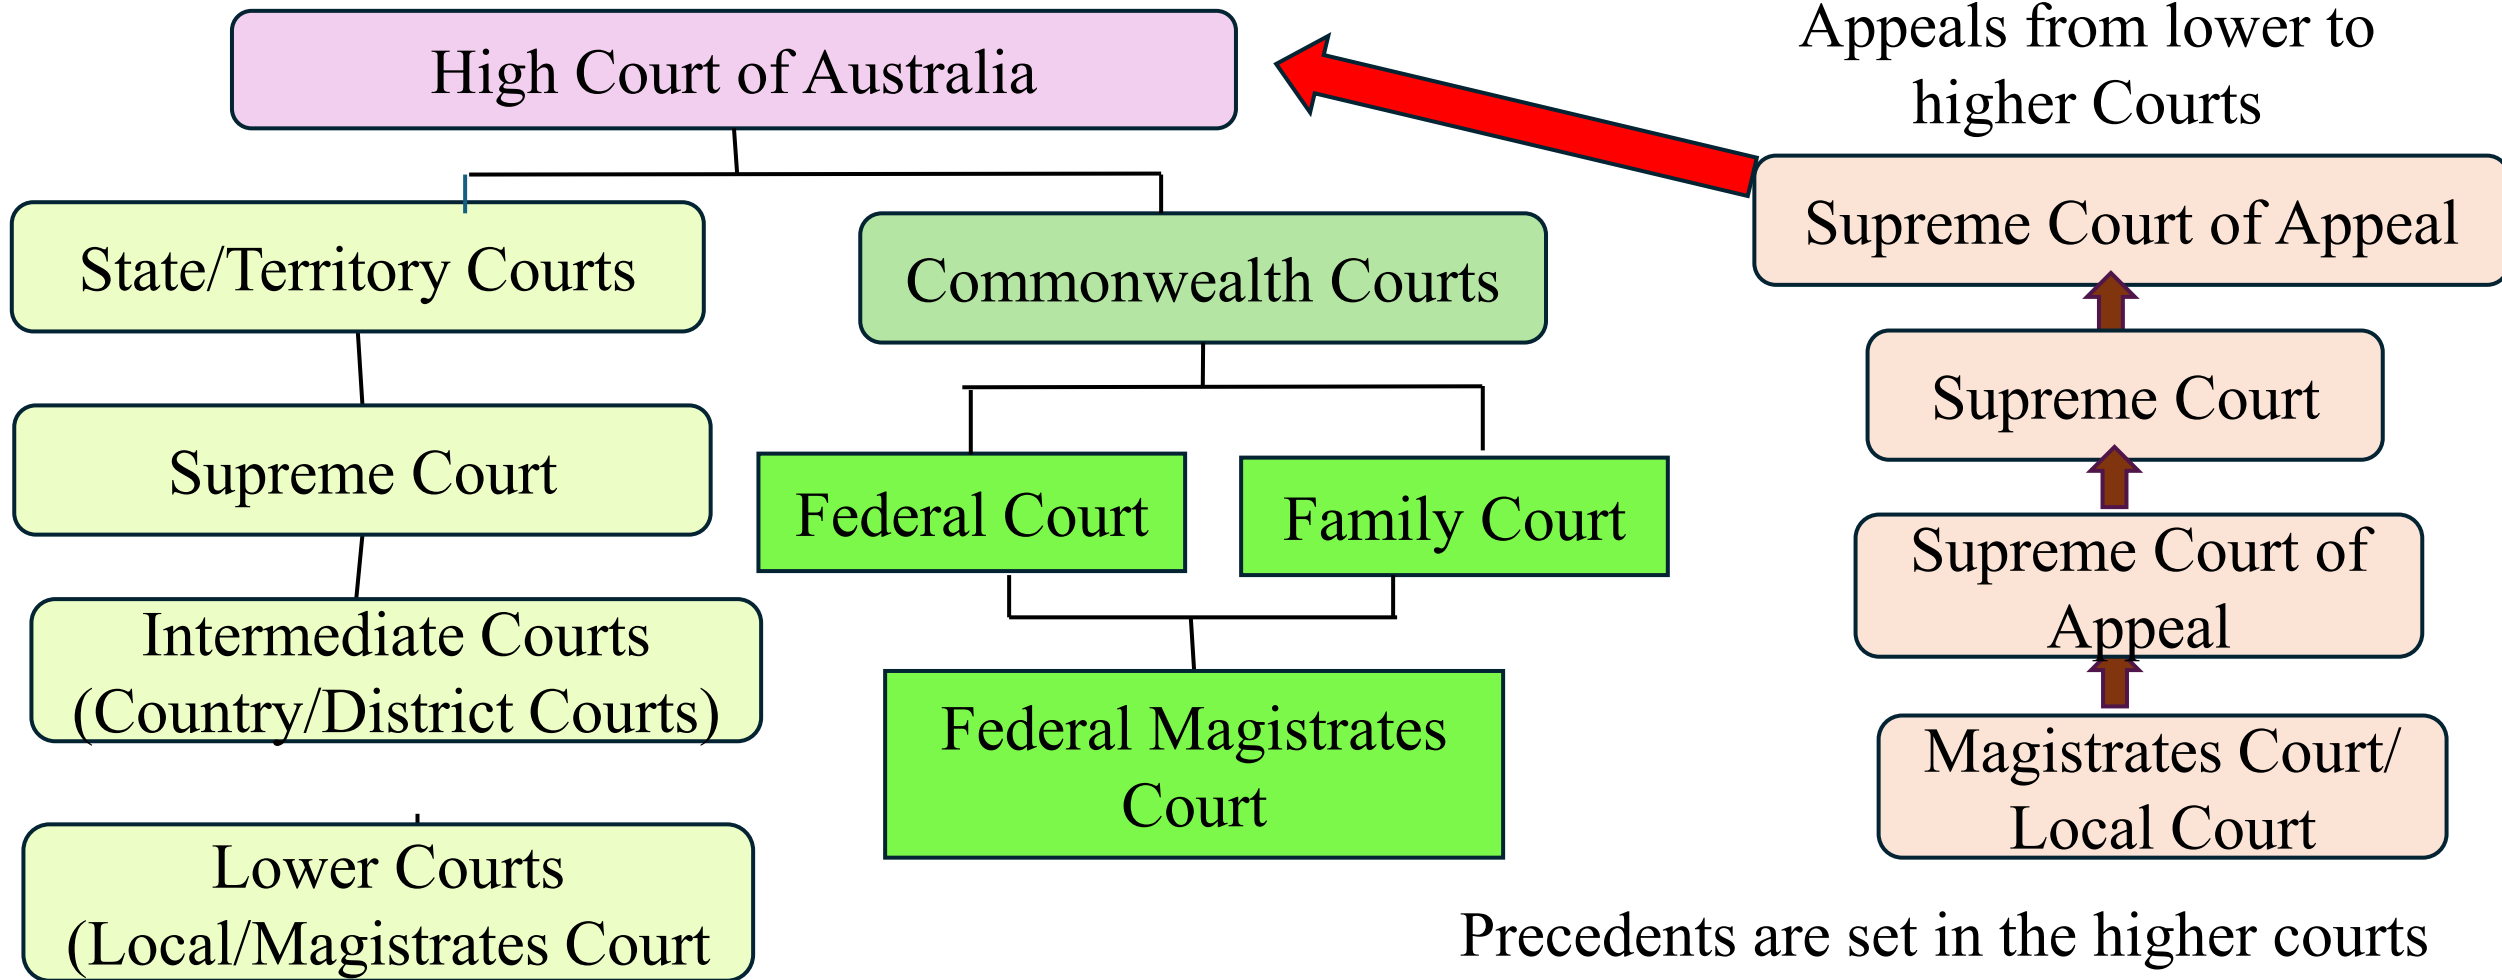 High Court of Australia
Appeals from lower to
higher Courts
State/Territory Courts
Commonwealth Courts
Supreme Court of Appeal
Supreme Court
Federal Court
Family Court
Supreme Court
Intermediate Courts
(Country/District Courts)
Federal Magistrates
Court
Supreme Court of
Appeal
Lower Courts
(Local/Magistrates Court
Magistrates Court/
Local Court
Precedents are set in the higher courts